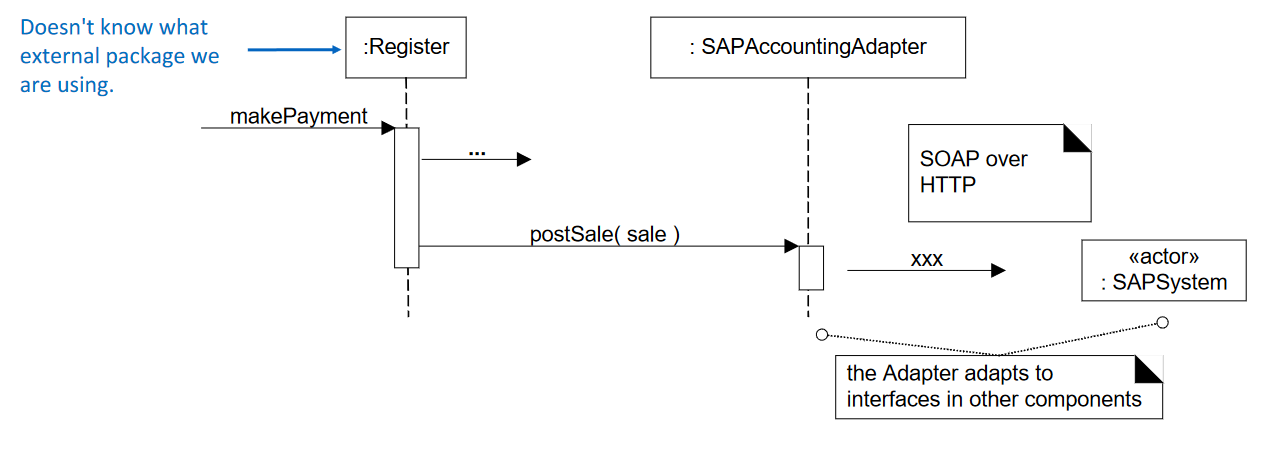 Doesn't know what
external package we
are using.
:Register
: SAPAccountingAdapter
makePayment
...
SOAP over
HTTP
postSale( sale )
xxx
«actor»
: SAPSystem
the Adapter adapts to
interfaces in other components